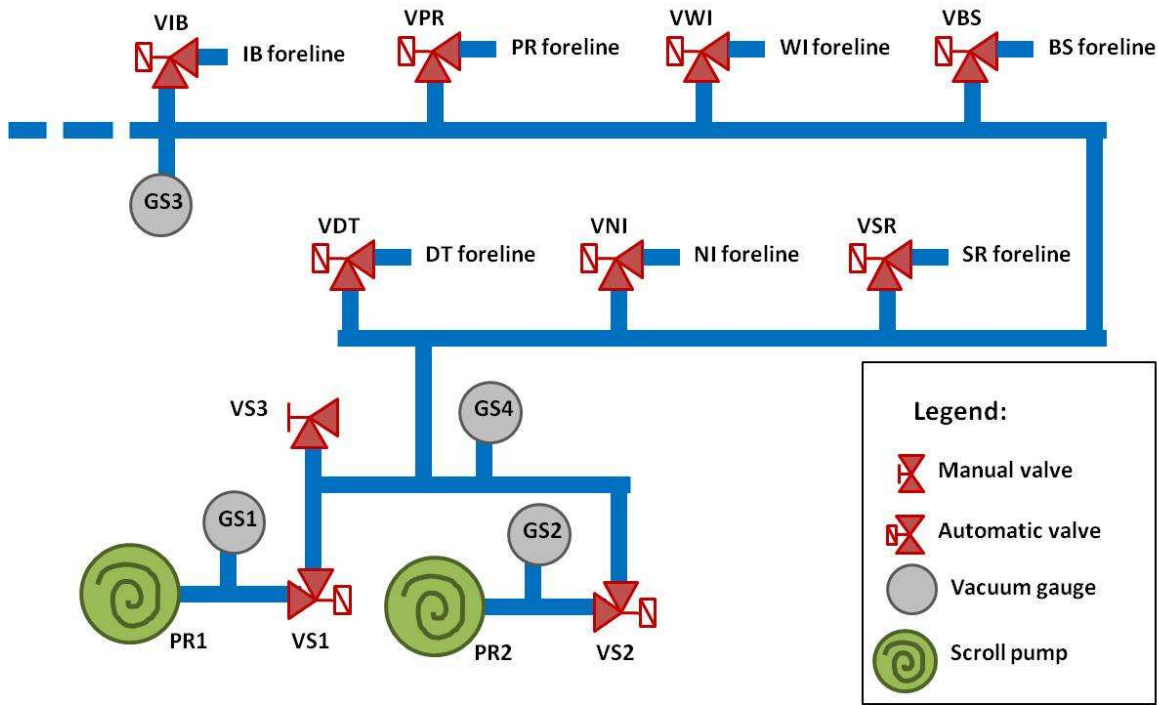 VIB
VPR
VWI
VBS
IB foreline
PR foreline
WI foreline
BS foreline
GS3
VDT
VNI
VSR
DT foreline
NI foreline
SR foreline
VS3
GS4
Legend:
Manual valve
GS1
GS2
Automatic valve
Vacuum gauge
PR1
VS1
PR2
VS2
Scroll pump